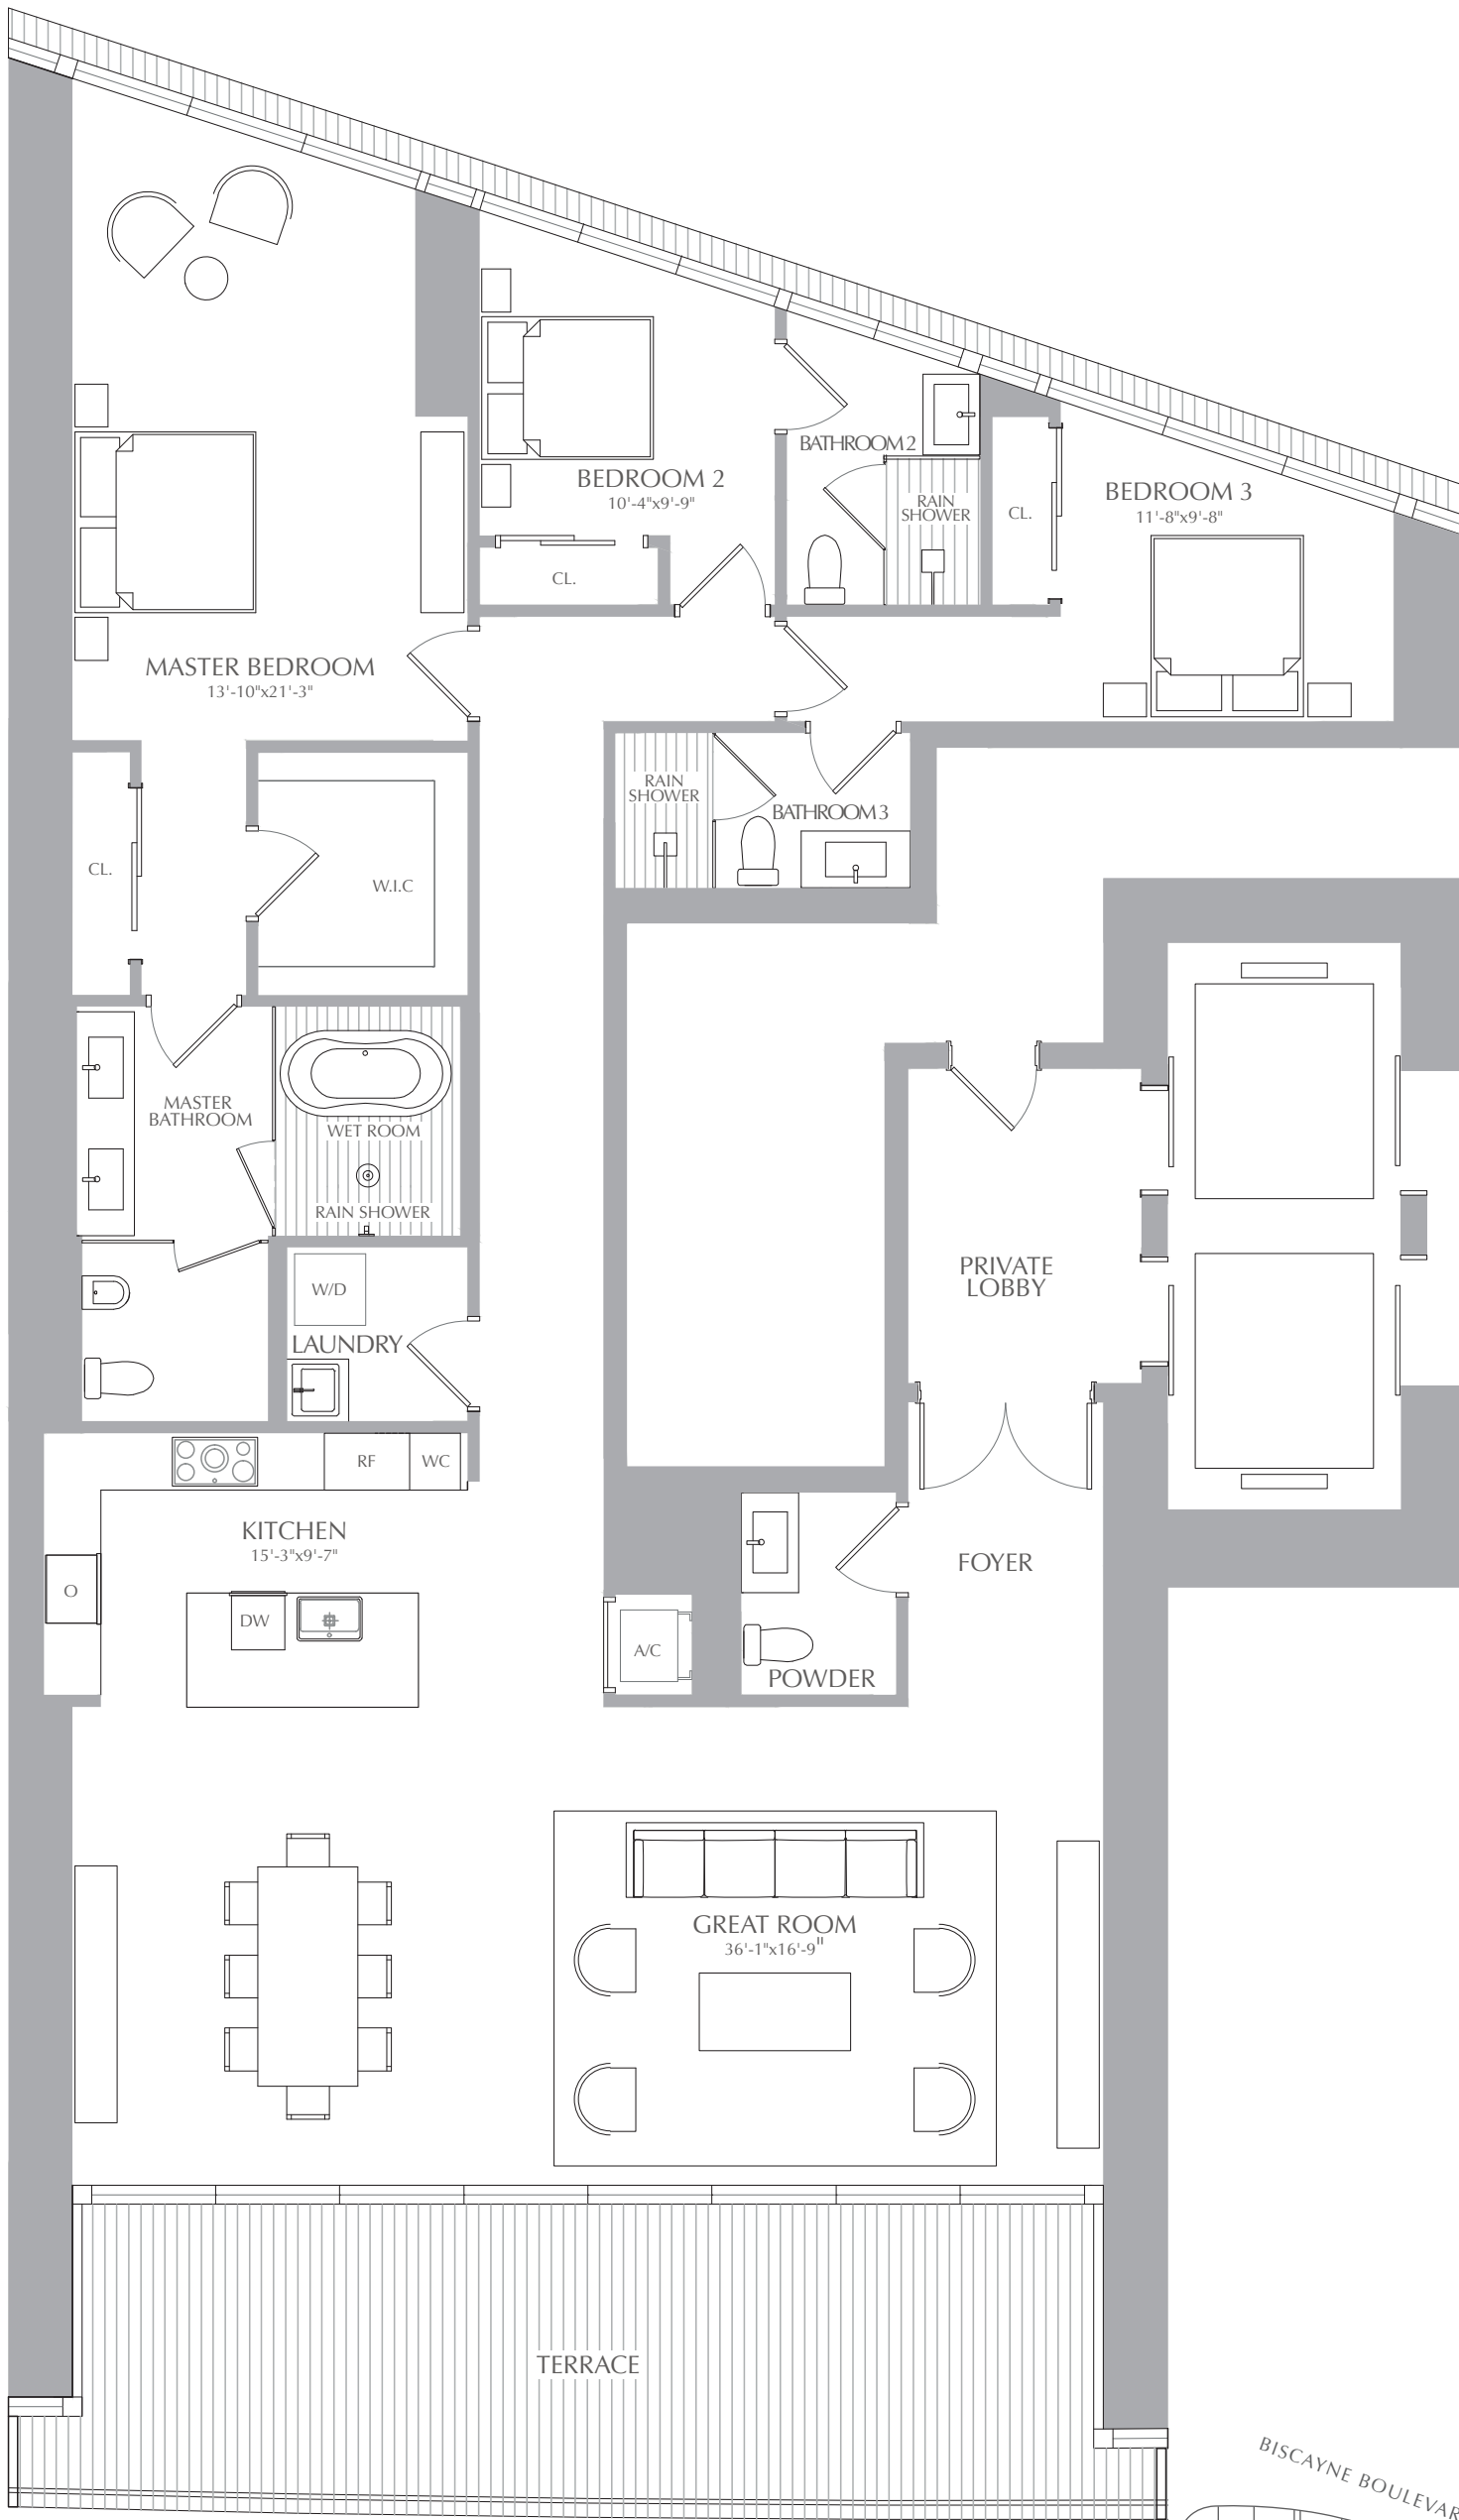 BATHROOM 2
BEDROOM 2
10'-4"x9'-9"
RAIN
SHOWER
CL.
BEDROOM 3
11'-8"x9'-8"
CL.
MASTER BEDROOM
13'-10"x21'-3"
RAIN
SHOWER
BATHROOM 3
CL.
W.I.C
MASTER
BATHROOM
WET ROOM
RAIN SHOWER
PRIVATE
LOBBY
W/D
LAUNDRY
RF
WC
KITCHEN
15'-3"x9'-7"
FOYER
O
DW
A/C
POWDER
GREAT ROOM
36'-1"x16'-9"
TERRACE
BISCAYNE BOULEVAR